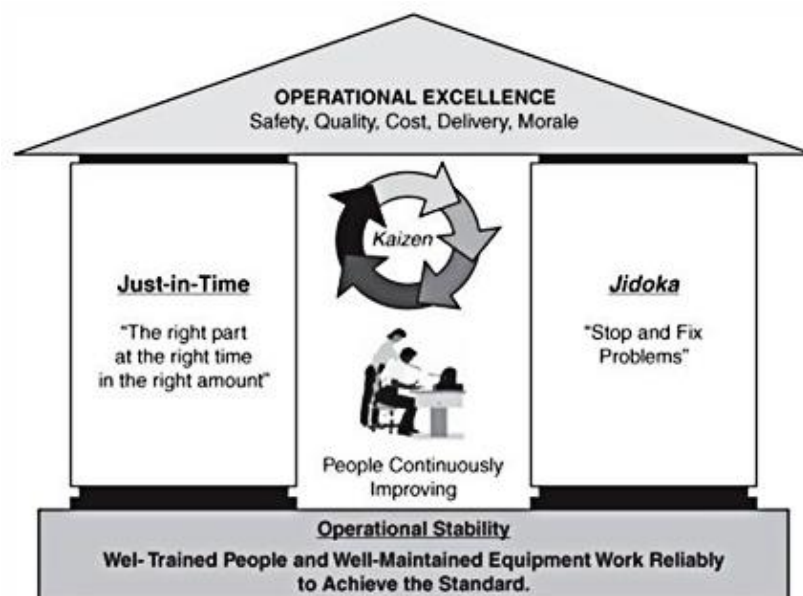 OPERATIONAL EXCELLENCE
Safety, Quality, Cost, Delivery, Morale
Kaizen
Just-in-Time
"The right part
at the right time
in the right amount"
People Continuously
Improving
Jidoka
"Stop and Fix
Problems"
Operational Stability
Wel- Trained People and Well-Maintained Equipment Work Reliably
to Achieve the Standard.